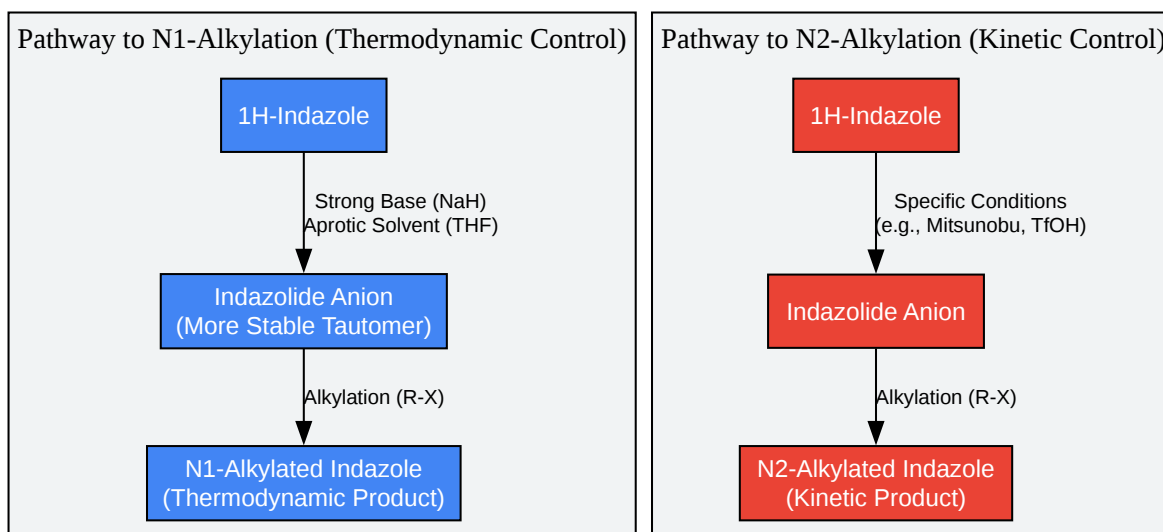 Pathway to N1-Alkylation (Thermodynamic Control)
1H-Indazole
Strong Base (NaH)
Aprotic Solvent (THF)
Indazolide Anion
(More Stable Tautomer)
Alkylation (R-X)
N1-Alkylated Indazole
(Thermodynamic Product)
Pathway to N2-Alkylation (Kinetic Control)
1H-Indazole
Specific Conditions
(e.g., Mitsunobu, TfOH)
Indazolide Anion
Alkylation (R-X)
N2-Alkylated Indazole
(Kinetic Product)